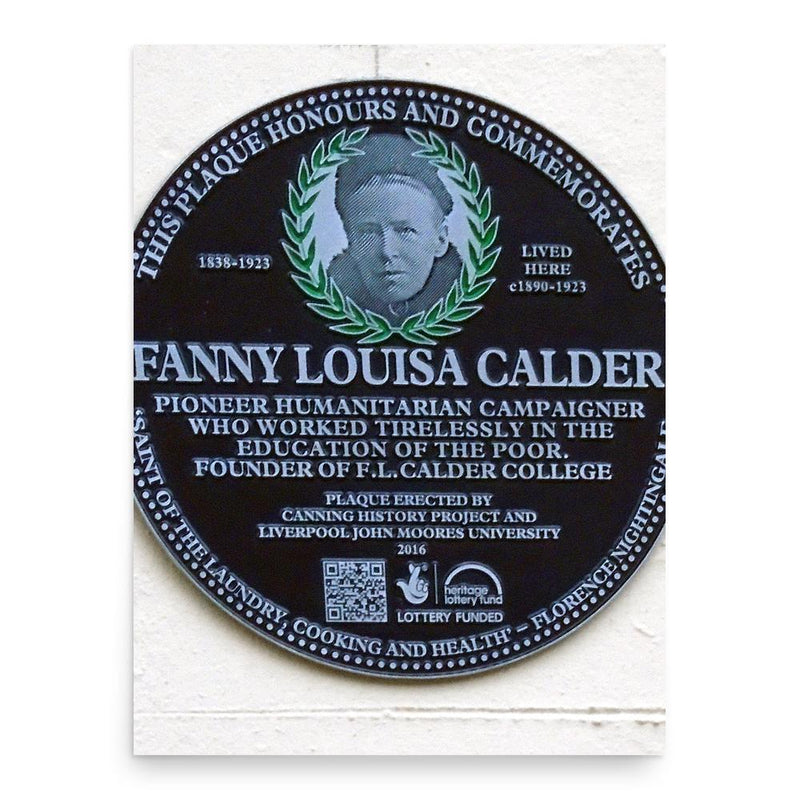 THIS PLAQUE HONOURS AND COMMEMORATES
1838-1923
LIVED
HERE
c1890-1923
FANNY LOUISA CALDER
PIONEER HUMANITARIAN CAMPAIGNER
WHO WORKED TIRELESSLY IN THE
EDUCATION OF THE POOR.
FOUNDER OF F.L.CALDER COLLEGE
PLAQUE ERECTED BY
CANNING HISTORY PROJECT AND
LIVERPOOL JOHN MOORES UNIVERSITY
2016
heritage
lottery fund
LOTTERY FUNDED
'SAINT OF THE LAUNDRY, COOKING AND HEALTH' – FLORENCE NIGHTINGALE